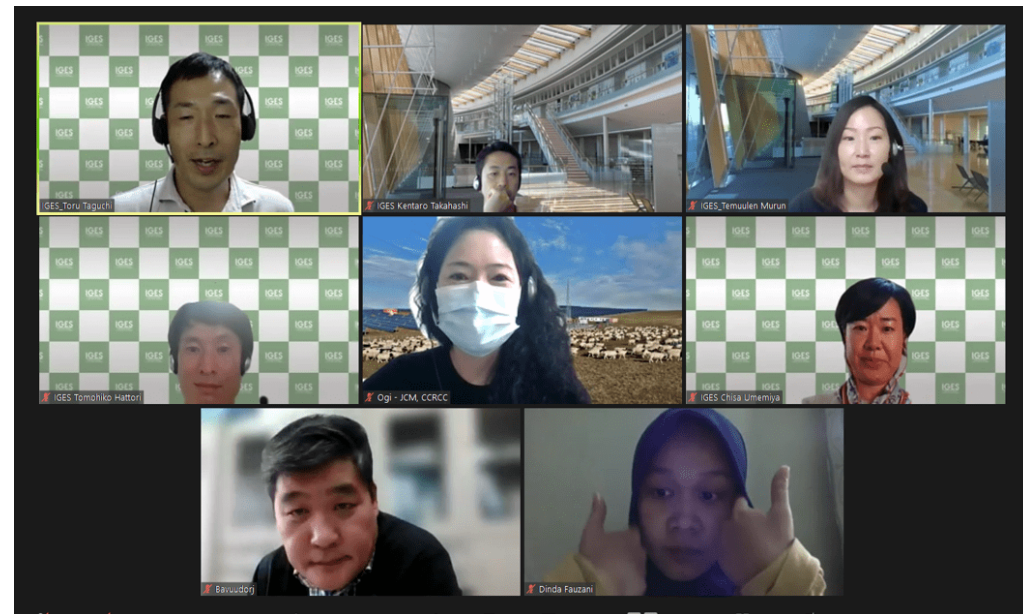 IGES_Toru Taguchi
IGES Kentaro Takahashi
IGES_Temuulen Murun
IGES Tomohiko Hattori
Ogi - JCM, CCRCC
IGES Chisa Umemiya
Bavuudorj
Dinda Fauzani
IGES